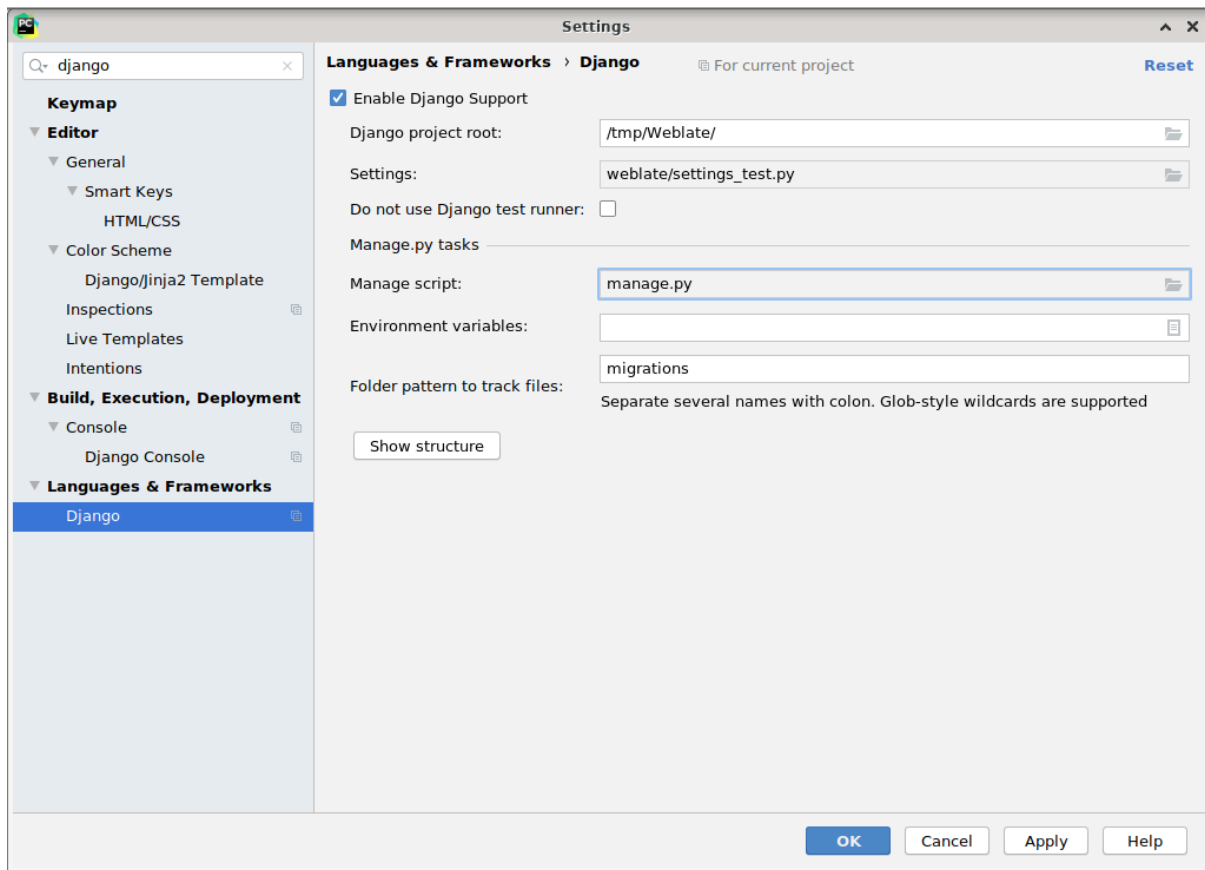 PC
Settings
django
Keymap
Editor
General
Smart Keys
HTML/CSS
Color Scheme
Django/Jinja2 Template
Inspections
Live Templates
Intentions
Build, Execution, Deployment
Console
Django Console
Languages & Frameworks
Django
Languages & Frameworks › Django For current project Reset
Enable Django Support
Django project root: /tmp/Weblate/
Settings: weblate/settings_test.py
Do not use Django test runner:
Manage.py tasks
Manage script: manage.py
Environment variables:
Folder pattern to track files: migrations
Separate several names with colon. Glob-style wildcards are supported
Show structure
OK Cancel Apply Help